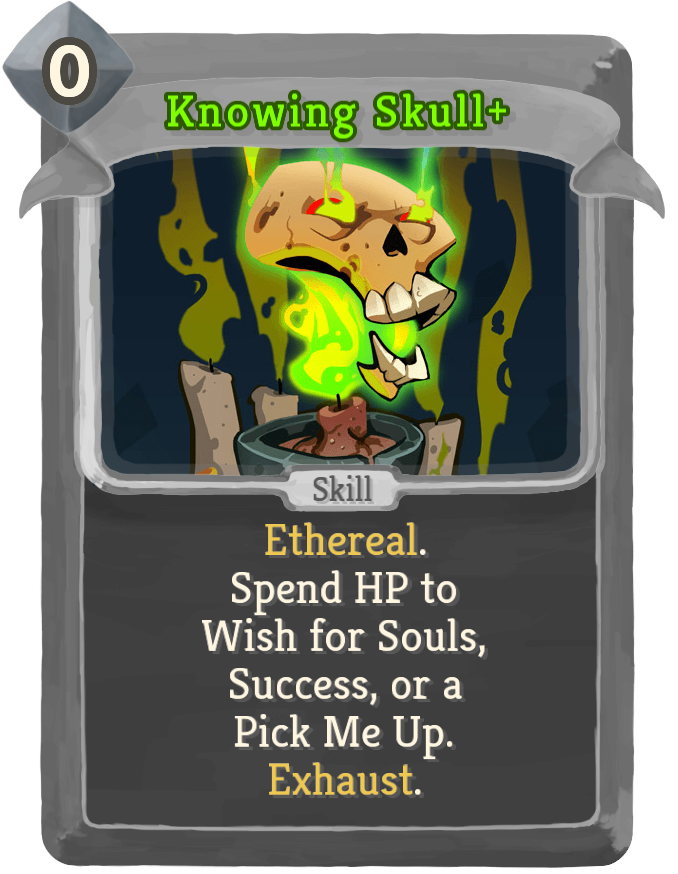 0
Knowing Skull+
Skill
Ethereal.
Spend HP to
Wish for Souls,
Success, or a
Pick Me Up.
Exhaust.